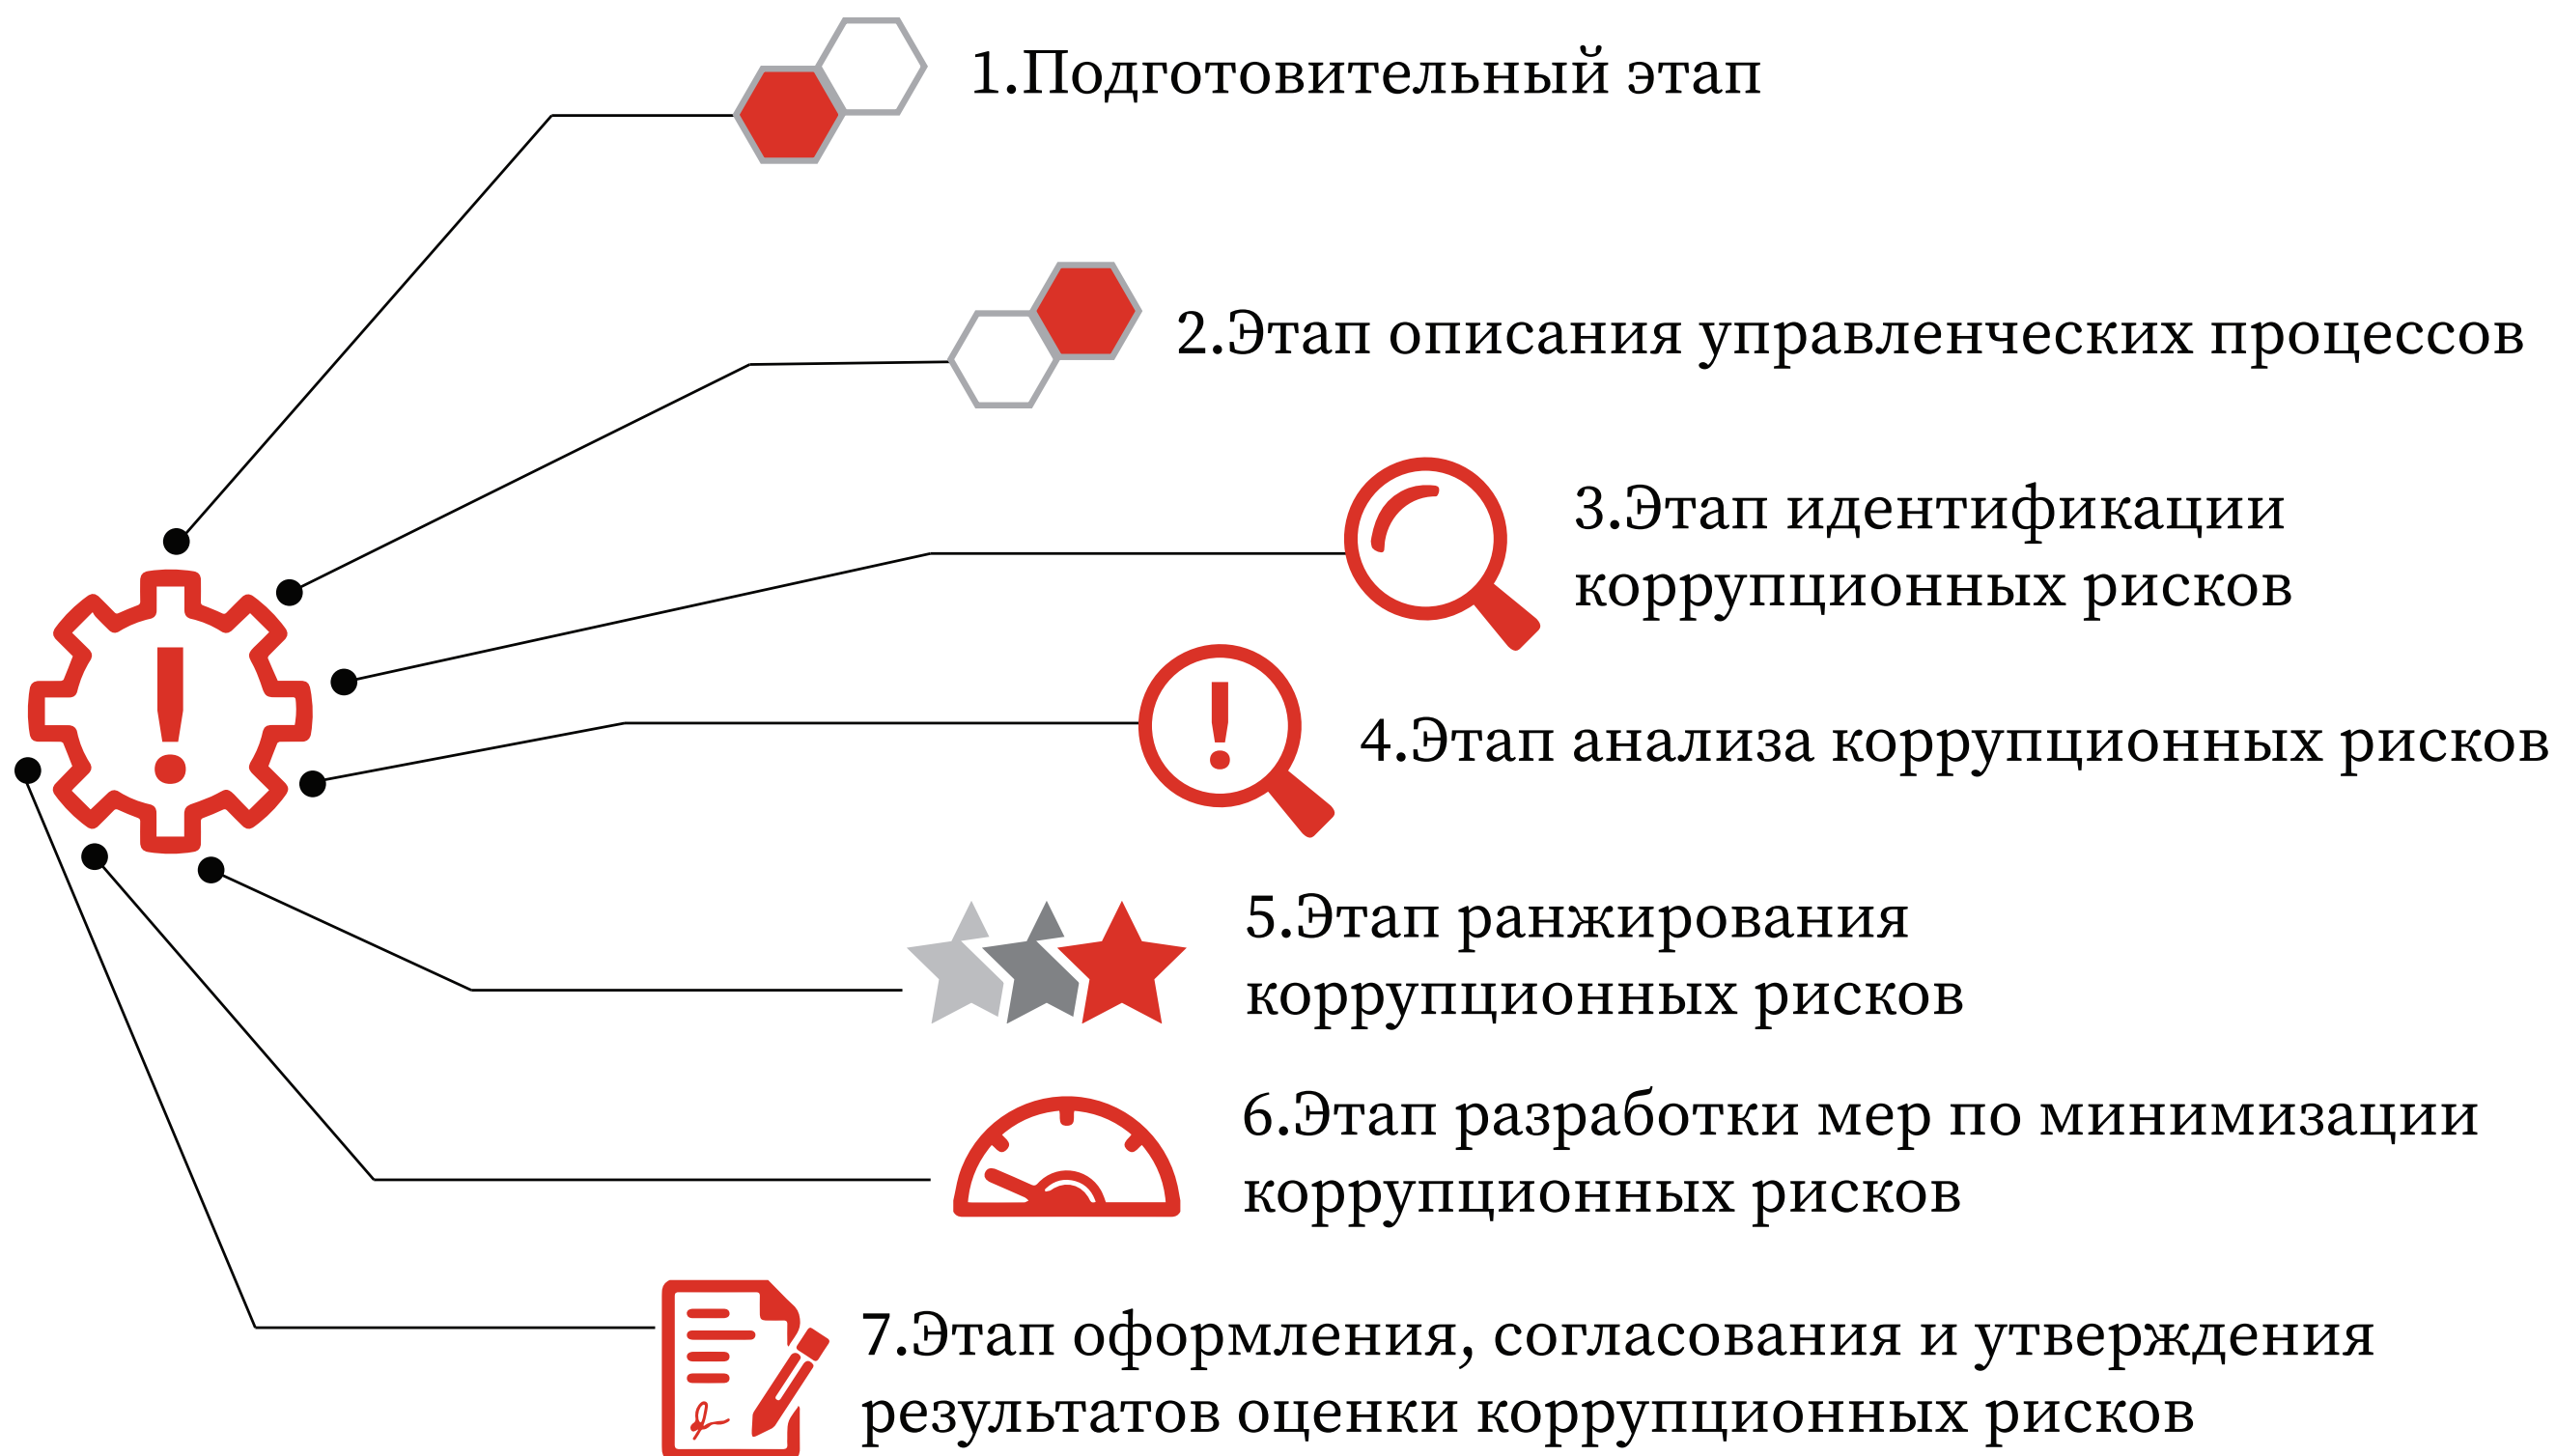 1.Подготовительный этап
2.Этап описания управленческих процессов
3.Этап идентификации
коррупционных рисков
4.Этап анализа коррупционных рисков
5.Этап ранжирования
коррупционных рисков
6.Этап разработки мер по минимизации
коррупционных рисков
7.Этап оформления, согласования и утверждения
результатов оценки коррупционных рисков